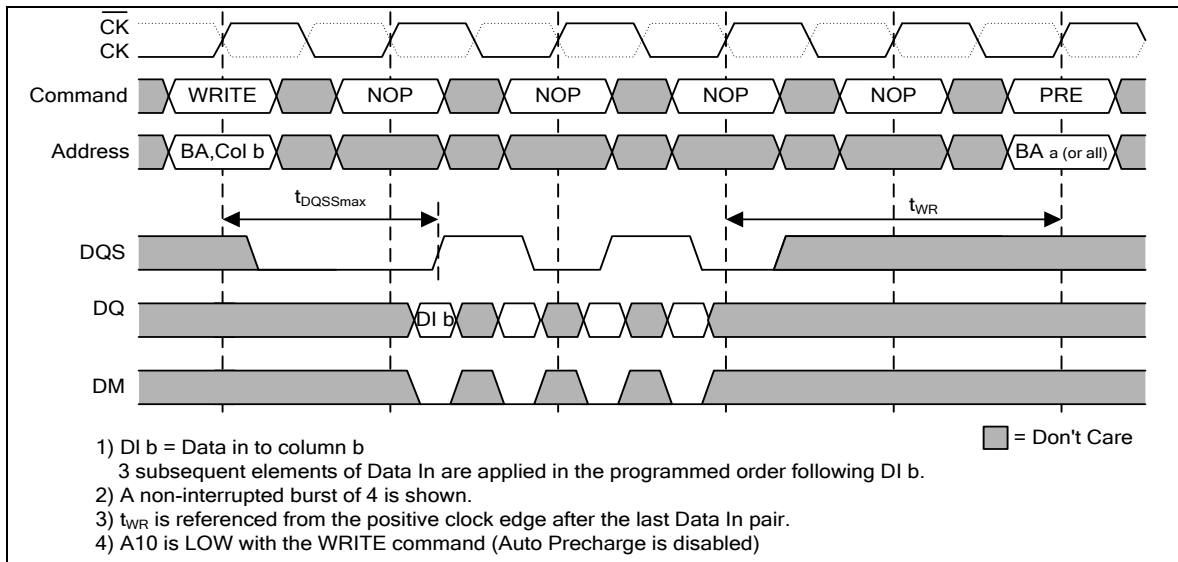 CK
CK
Command WRITE NOP NOP NOP NOP PRE
Address BA,Col b BA a (or all)
tDQSSmax tWR
DQS
DQ DI b
DM
1) DI b = Data in to column b = Don't Care
3 subsequent elements of Data In are applied in the programmed order following DI b.
2) A non-interrupted burst of 4 is shown.
3) tWR is referenced from the positive clock edge after the last Data In pair.
4) A10 is LOW with the WRITE command (Auto Precharge is disabled)